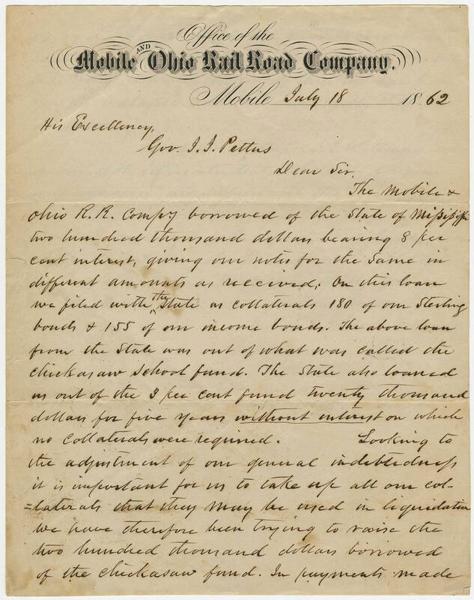 Office of the
Mobile AND Ohio Rail Road Company.
Mobile July 18 1862
His Excellency,
Gov. J. J. Pettus
Dear Sir,
The Mobile &
Ohio R. R. Compy borrowed of the State of Missipippi
two hundred thousand dollars bearing 8 per
cent interest, giving our notes for the same in
different amounts as received; On this loan
we filed with the State as collaterals 180 of our Sterling
bonds & 155 of our income bonds. The above loan
from the State was out of what was called the
chickasaw School fund. The State also loaned
us out of the 3 per cent fund twenty thousand
dollars for five years without interest on which
no collaterals were required. Looking to
the adjustment of our general indebtedness
it is important for us to take up all our col-
=laterals that they may be used in liquidation
we have therefore been trying to raise the
two hundred thousand dollars borrowed
of the chickasaw fund. In payments made